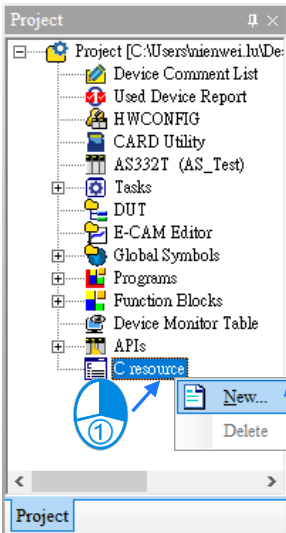 Project
Project [C:\Users\nienwei.lu\De
Device Comment List
Used Device Report
HWCONFIG
CARD Utility
AS332T (AS_Test)
Tasks
DUT
E-CAM Editor
Global Symbols
Programs
Function Blocks
Device Monitor Table
APIs
C resource
New...
1
Delete
Project